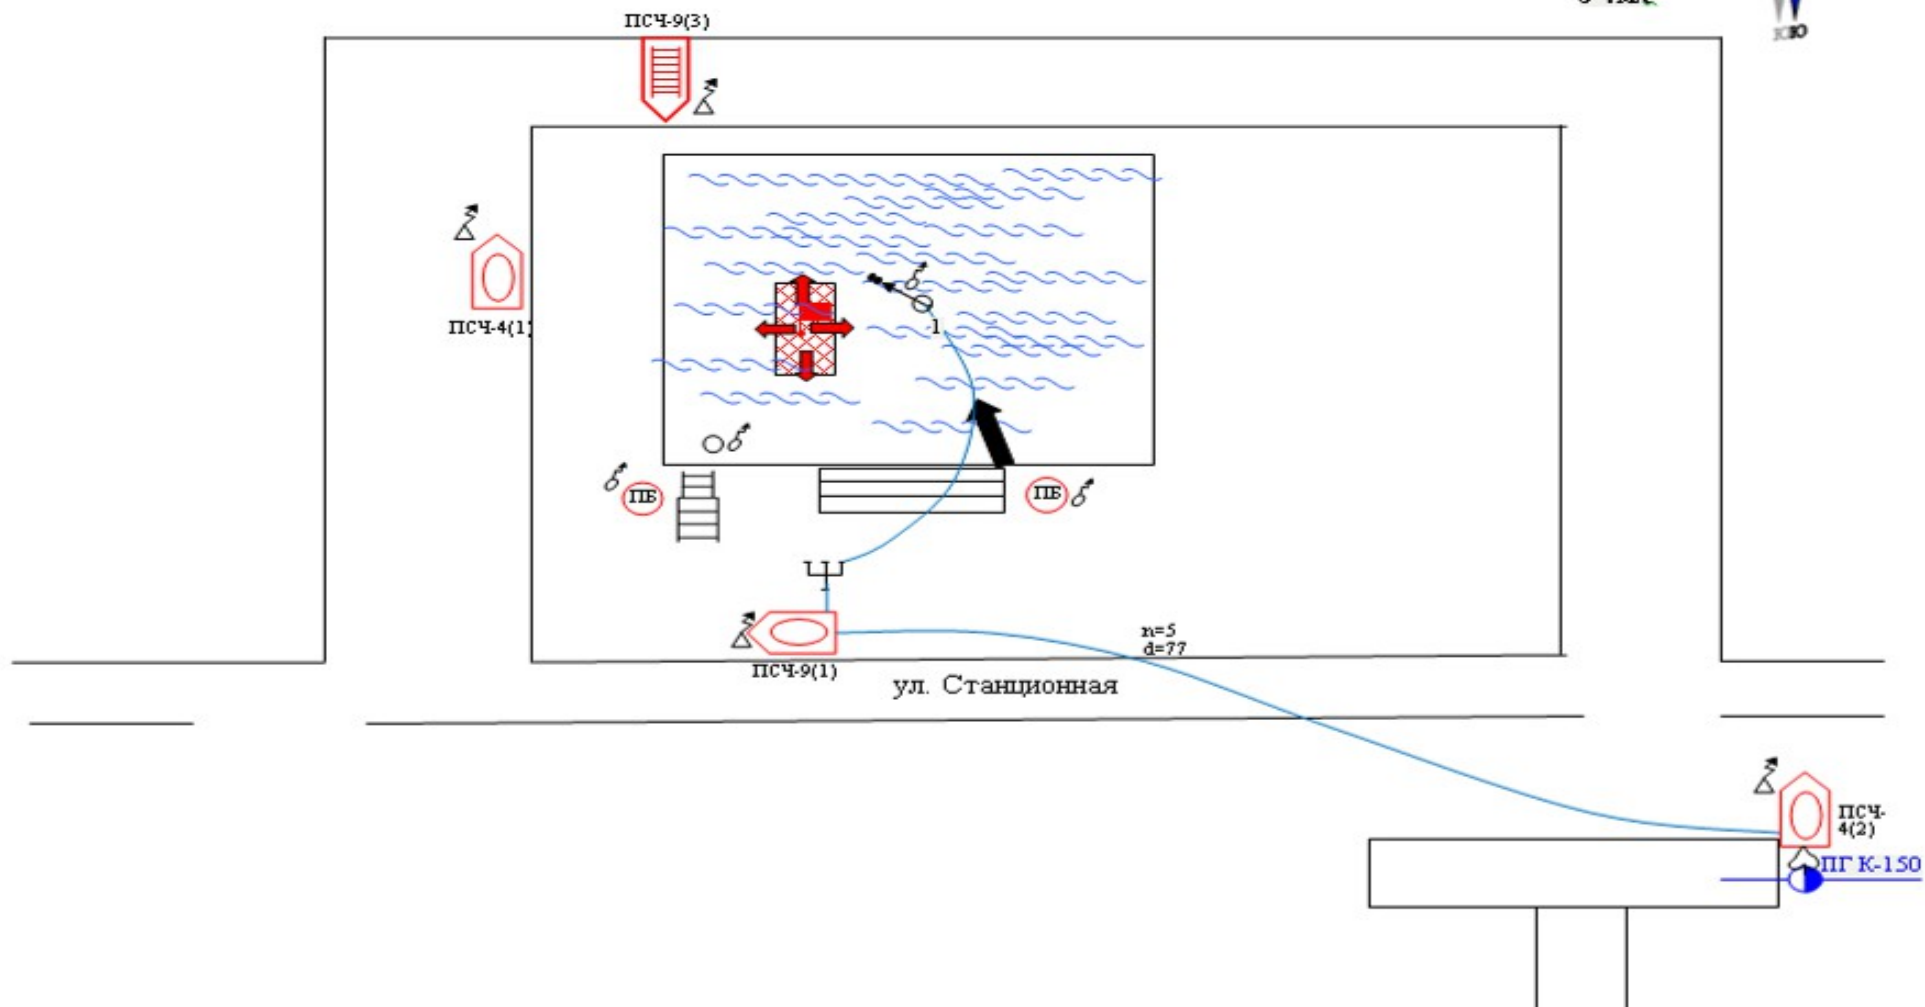 ПСЧ-9(3)
ПСЧ-4(1)
-1
ПБ
ПБ
n=5
d=77
ПСЧ-9(1)
ул. Станционная
ПСЧ-
4(2)
ПГ К-150